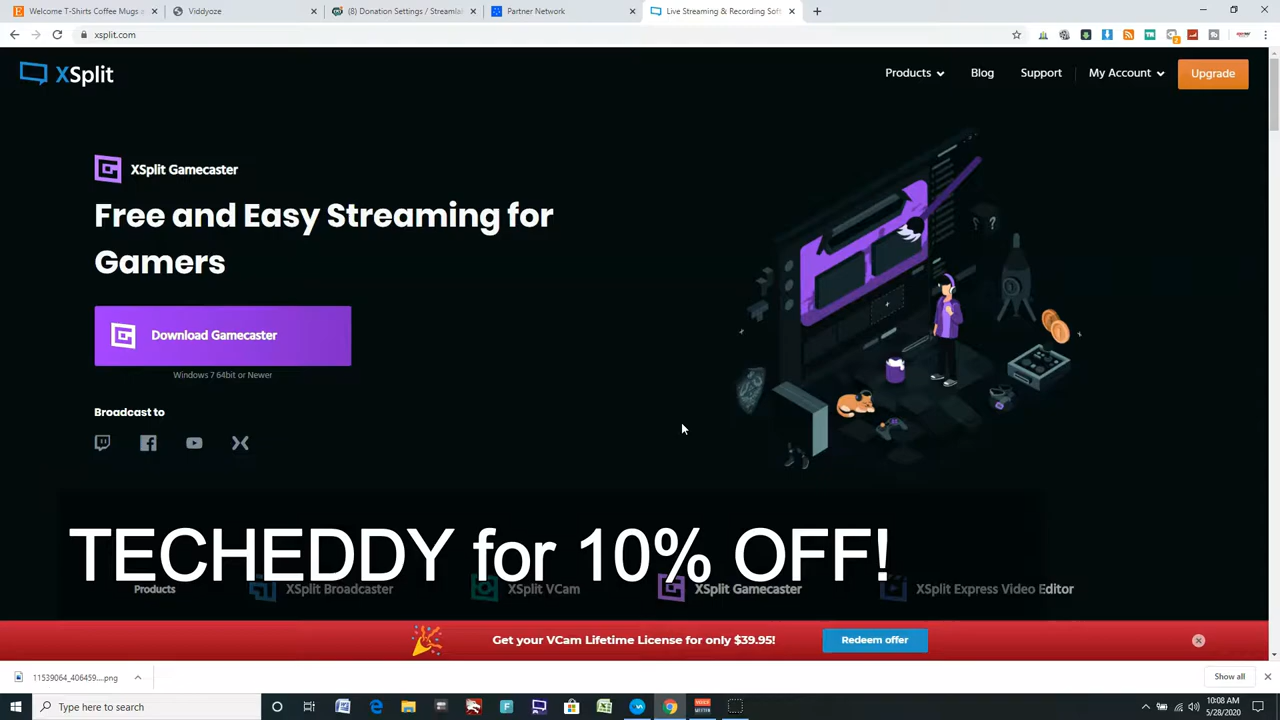 Welcome T-Shirts Coffee Mugs a
Viddyoze
(8) Donation Settings / Streamlab
Partner Network
Live Streaming & Recording Soft
xsplit.com
XSplit
Products
Blog
Support
My Account
Upgrade
XSplit Gamecaster
Free and Easy Streaming for
Gamers
Download Gamecaster
Windows 7 64bit or Newer
Broadcast to
TECHEDDY for 10% OFF!
Products
XSplit Broadcaster
XSplit VCam
XSplit Gamecaster
XSplit Express Video Editor
Get your VCam Lifetime License for only $39.95!
Redeem offer
11539064_406459....png
Show all
Type here to search
10:08 AM
5/28/2020